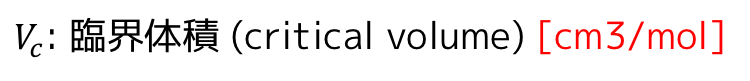 Vc: 臨界体積 (critical volume) [cm3/mol]